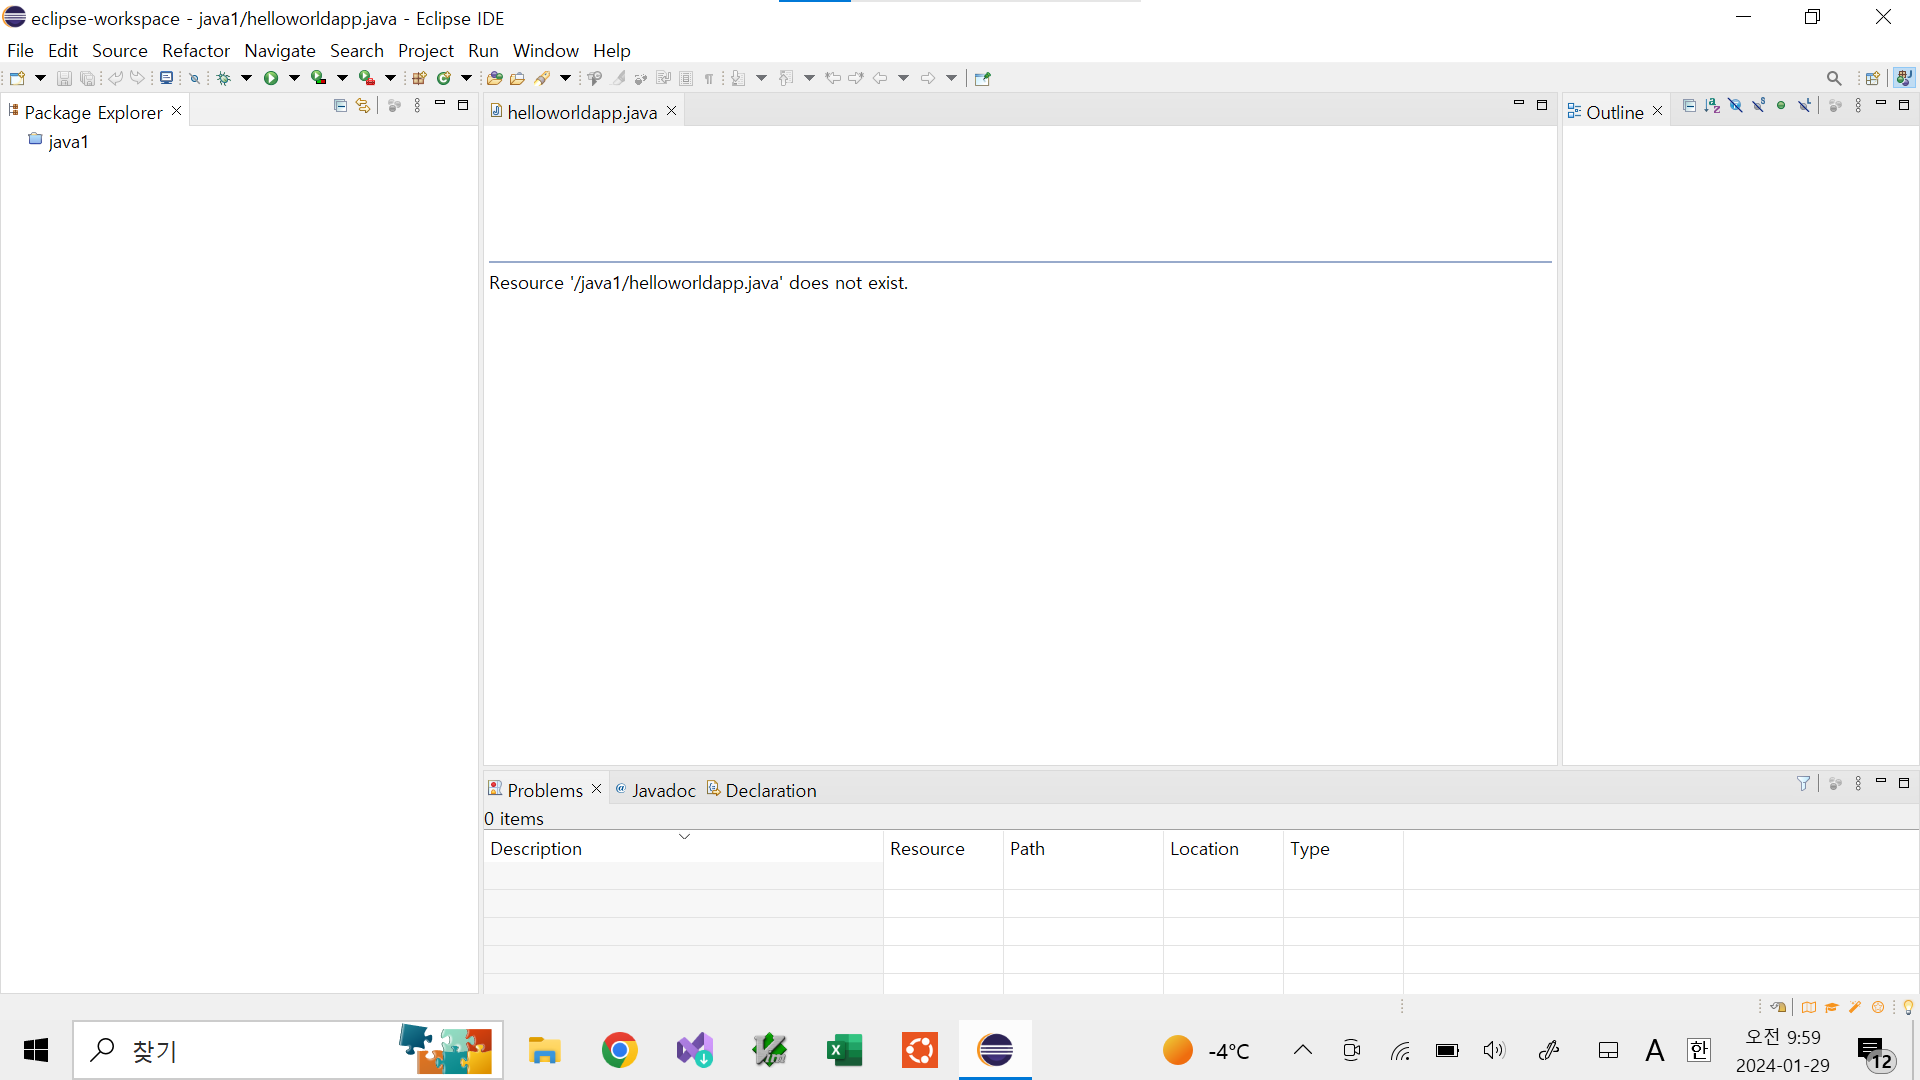 eclipse-workspace - java1/helloworldapp.java - Eclipse IDE
File Edit Source Refactor Navigate Search Project Run Window Help
Package Explorer
java1
helloworldapp.java
Resource '/java1/helloworldapp.java' does not exist.
Outline
Problems Javadoc Declaration
0 items
Description Resource Path Location Type
찾기
-4°C
A
한
오전 9:59
2024-01-29
12